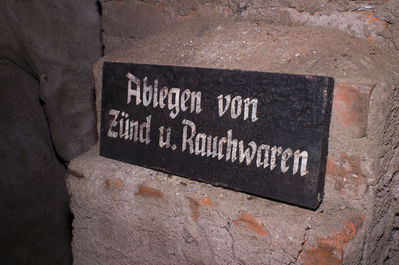 Ablegen von
Zünd u. Rauchwaren